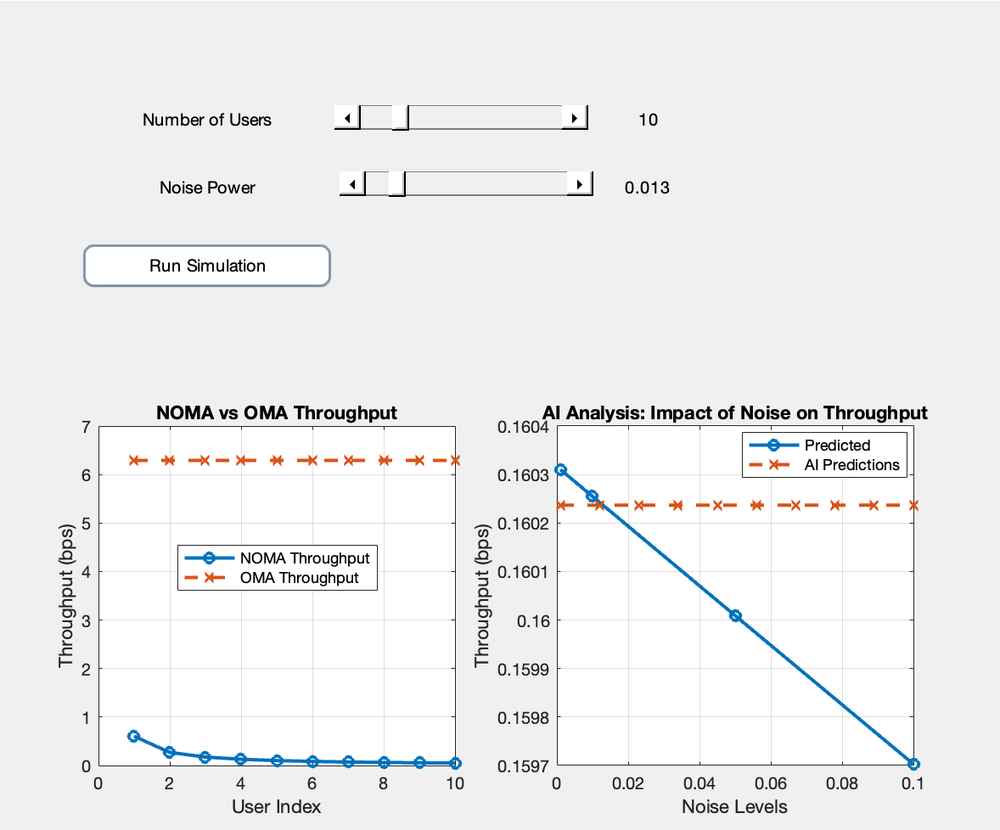 Number of Users
10
Noise Power
0.013
Run Simulation
NOMA vs OMA Throughput
7
6
5
4
3
2
1
0
Throughput (bps)
NOMA Throughput
OMA Throughput
0
2
4
6
8
10
User Index
AI Analysis: Impact of Noise on Throughput
0.1604
0.1603
0.1602
0.1601
0.16
0.1599
0.1598
0.1597
Throughput (bps)
Predicted
AI Predictions
0
0.02
0.04
0.06
0.08
0.1
Noise Levels